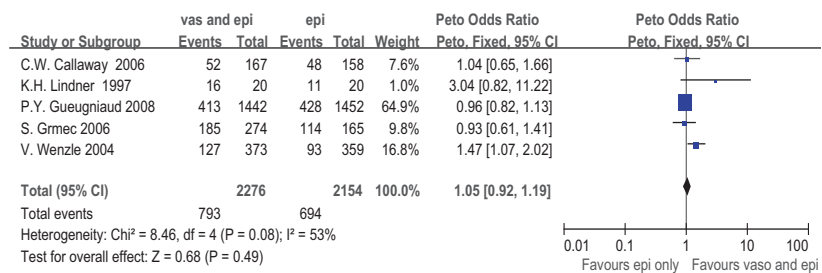 vas and epi epi Peto Odds Ratio Peto Odds Ratio
Study or Subgroup Events Total Events Total Weight Peto, Fixed, 95% CI Peto, Fixed, 95% CI
C.W. Callaway 2006 52 167 48 158 7.6% 1.04 [0.65, 1.66]
K.H. Lindner 1997 16 20 11 20 1.0% 3.04 [0.82, 11.22]
P.Y. Gueugniaud 2008 413 1442 428 1452 64.9% 0.96 [0.82, 1.13]
S. Grmec 2006 185 274 114 165 9.8% 0.93 [0.61, 1.41]
V. Wenzle 2004 127 373 93 359 16.8% 1.47 [1.07, 2.02]
Total (95% CI) 2276 2154 100.0% 1.05 [0.92, 1.19]
Total events 793 694
Heterogeneity: Chi² = 8.46, df = 4 (P = 0.08); I² = 53%
Test for overall effect: Z = 0.68 (P = 0.49)
0.01 0.1 1 10 100
Favours epi only Favours vaso and epi